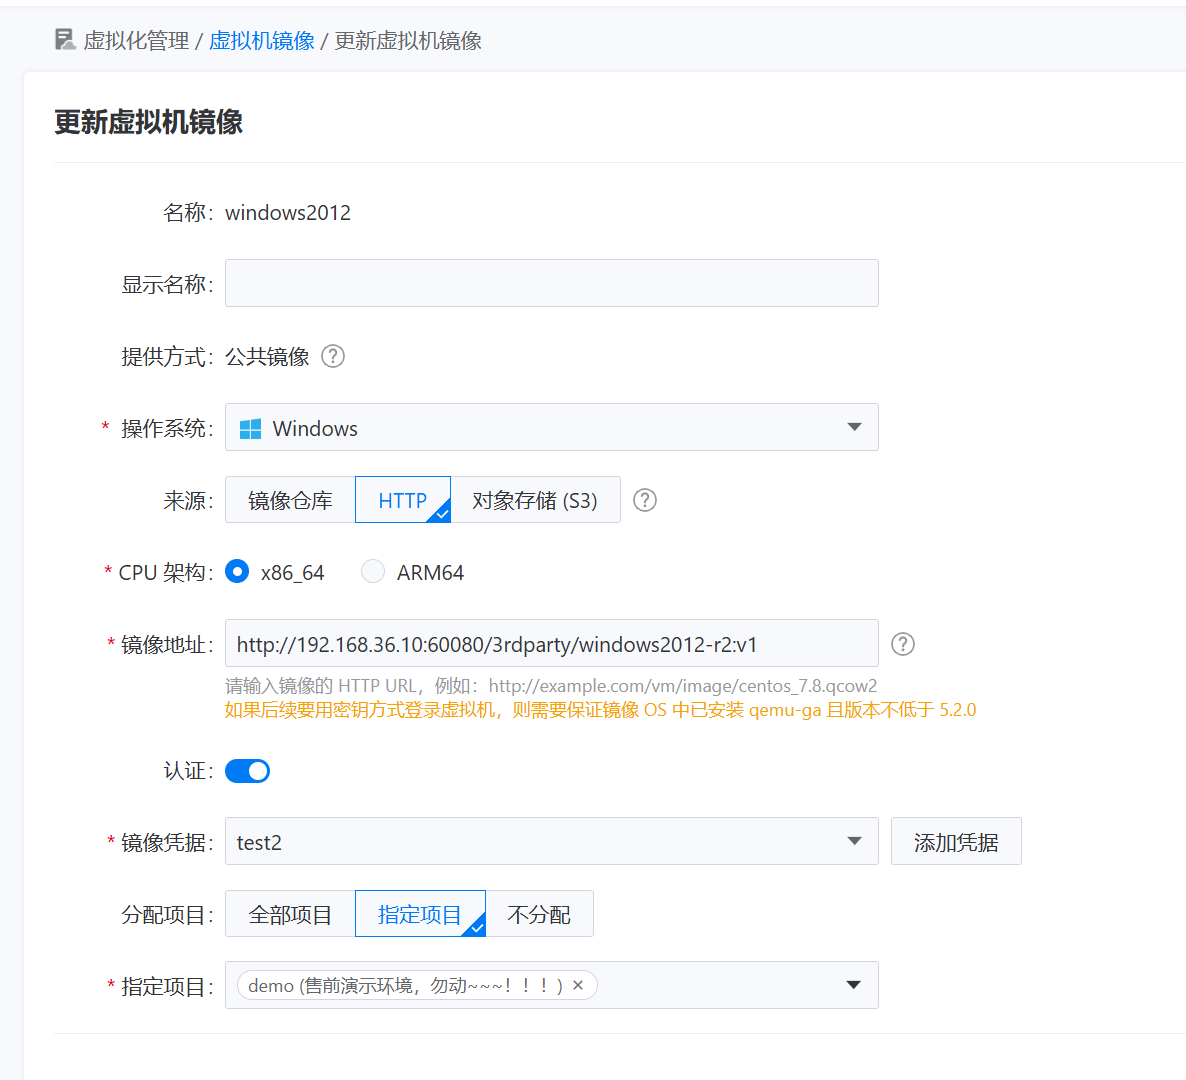 虚拟化管理 / 虚拟机镜像 / 更新虚拟机镜像
更新虚拟机镜像
名称: windows2012
显示名称:
提供方式: 公共镜像 ?
* 操作系统: Windows
来源: 镜像仓库 HTTP 对象存储 (S3) ?
* CPU 架构: x86_64 ARM64
* 镜像地址: http://192.168.36.10:60080/3rdparty/windows2012-r2:v1 ?
请输入镜像的 HTTP URL，例如：http://example.com/vm/image/centos_7.8.qcow2
如果后续要用密钥方式登录虚拟机，则需要保证镜像 OS 中已安装 qemu-ga 且版本不低于 5.2.0
认证:
* 镜像凭据: test2 添加凭据
分配项目: 全部项目 指定项目 不分配
* 指定项目: demo (售前演示环境，勿动~~~！！！) ×